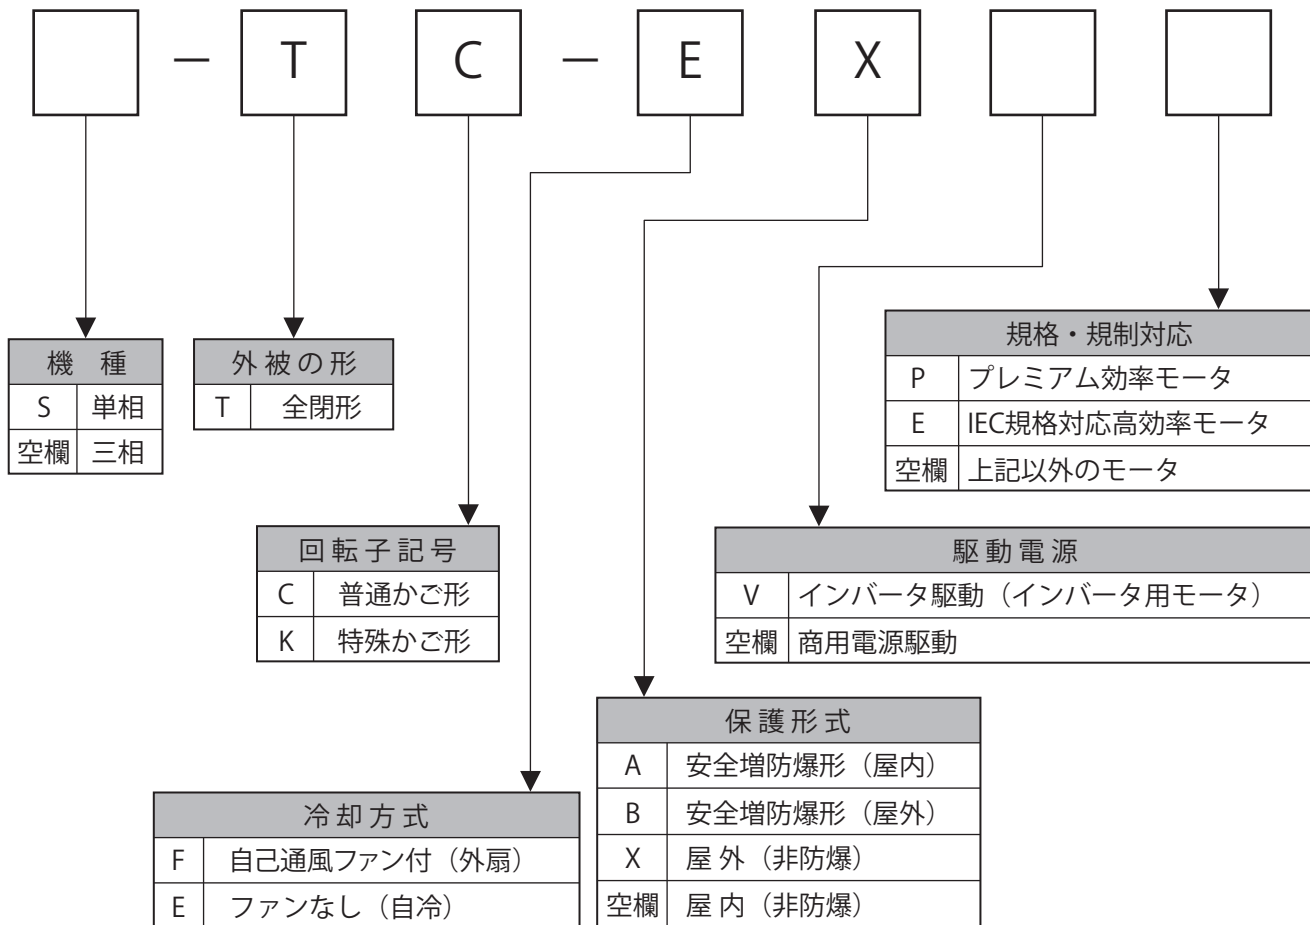 — T C — E X
機 種
S 単相
空欄 三相
外被の形
T 全閉形
規格・規制対応
P プレミアム効率モータ
E IEC規格対応高効率モータ
空欄 上記以外のモータ
回転子記号
C 普通かご形
K 特殊かご形
駆動電源
V インバータ駆動（インバータ用モータ）
空欄 商用電源駆動
保護形式
A 安全増防爆形（屋内）
B 安全増防爆形（屋外）
X 屋 外（非防爆）
空欄 屋 内（非防爆）
冷却方式
F 自己通風ファン付（外扇）
E ファンなし（自冷）